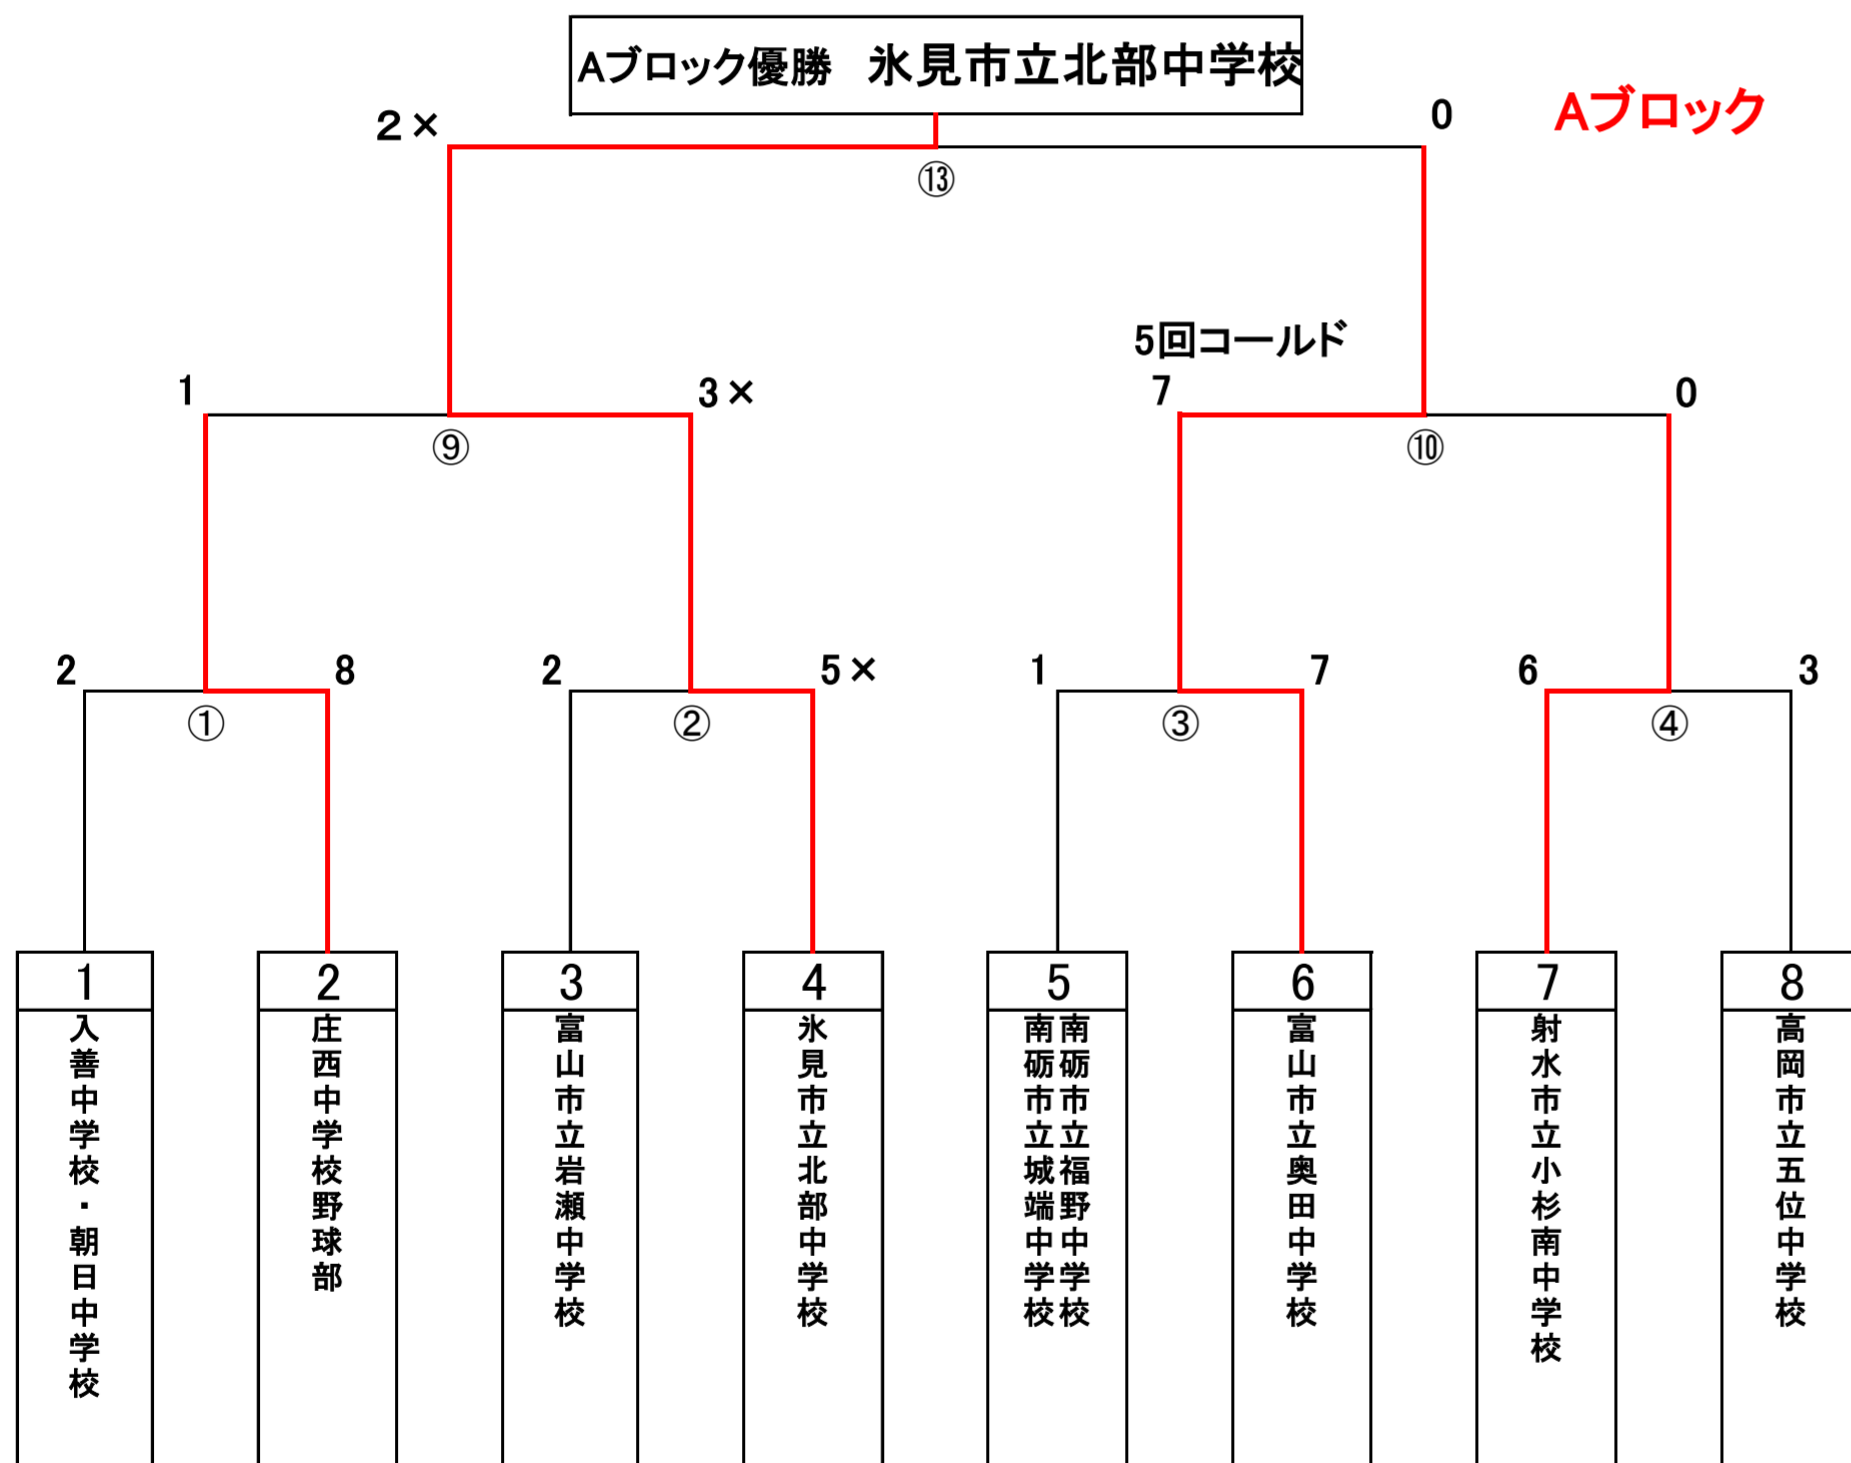 Aブロック優勝　氷見市立北部中学校
Aブロック
2×
0
⑬
5回コールド
1
3×
7
0
⑨
⑩
2
8
2
5×
1
7
6
3
①
②
③
④
1
2
3
4
5
6
7
8
入善中学校・朝日中学校
庄西中学校野球部
富山市立岩瀬中学校
氷見市立北部中学校
南砺市立福野中学校
南砺市立城端中学校
富山市立奥田中学校
射水市立小杉南中学校
高岡市立五位中学校